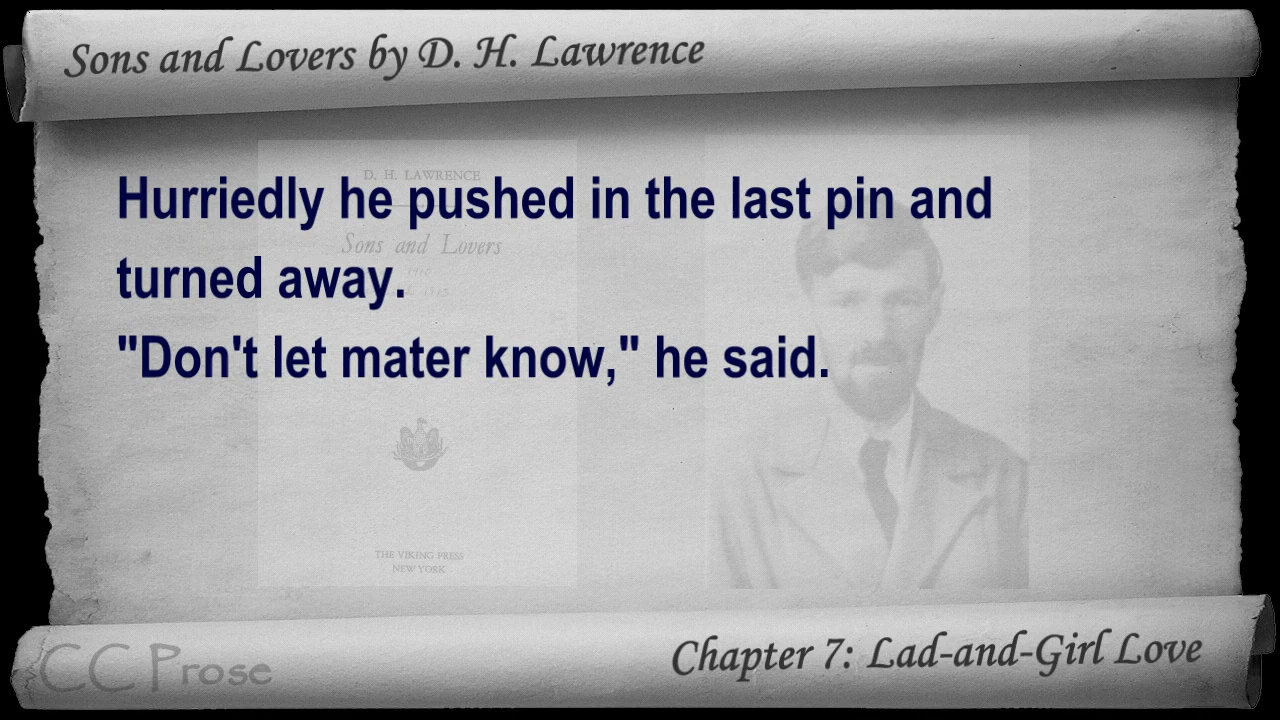 Sons and Lovers by D. H. Lawrence
D. H. LAWRENCE
Hurriedly he pushed in the last pin and
Sons and Lovers
turned away.
"Don't let mater know," he said.
THE VIKING PRESS
NEW YORK
Chapter 7: Lad-and-Girl Love
CC Prose